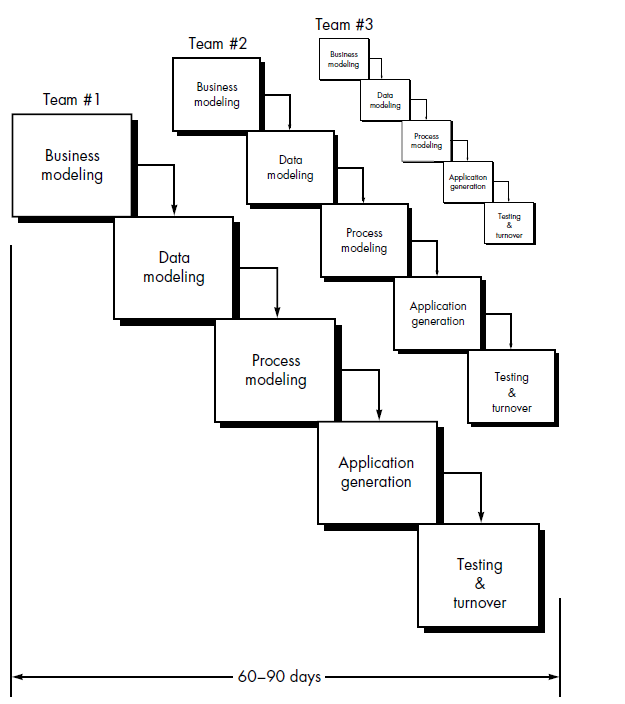 Team #1
Business
modeling
Data
modeling
Process
modeling
Application
generation
Testing
&
turnover
Team #2
Business
modeling
Data
modeling
Process
modeling
Application
generation
Testing
&
turnover
Team #3
Business
modeling
Data
modeling
Process
modeling
Application
generation
Testing
&
turnover
60–90 days